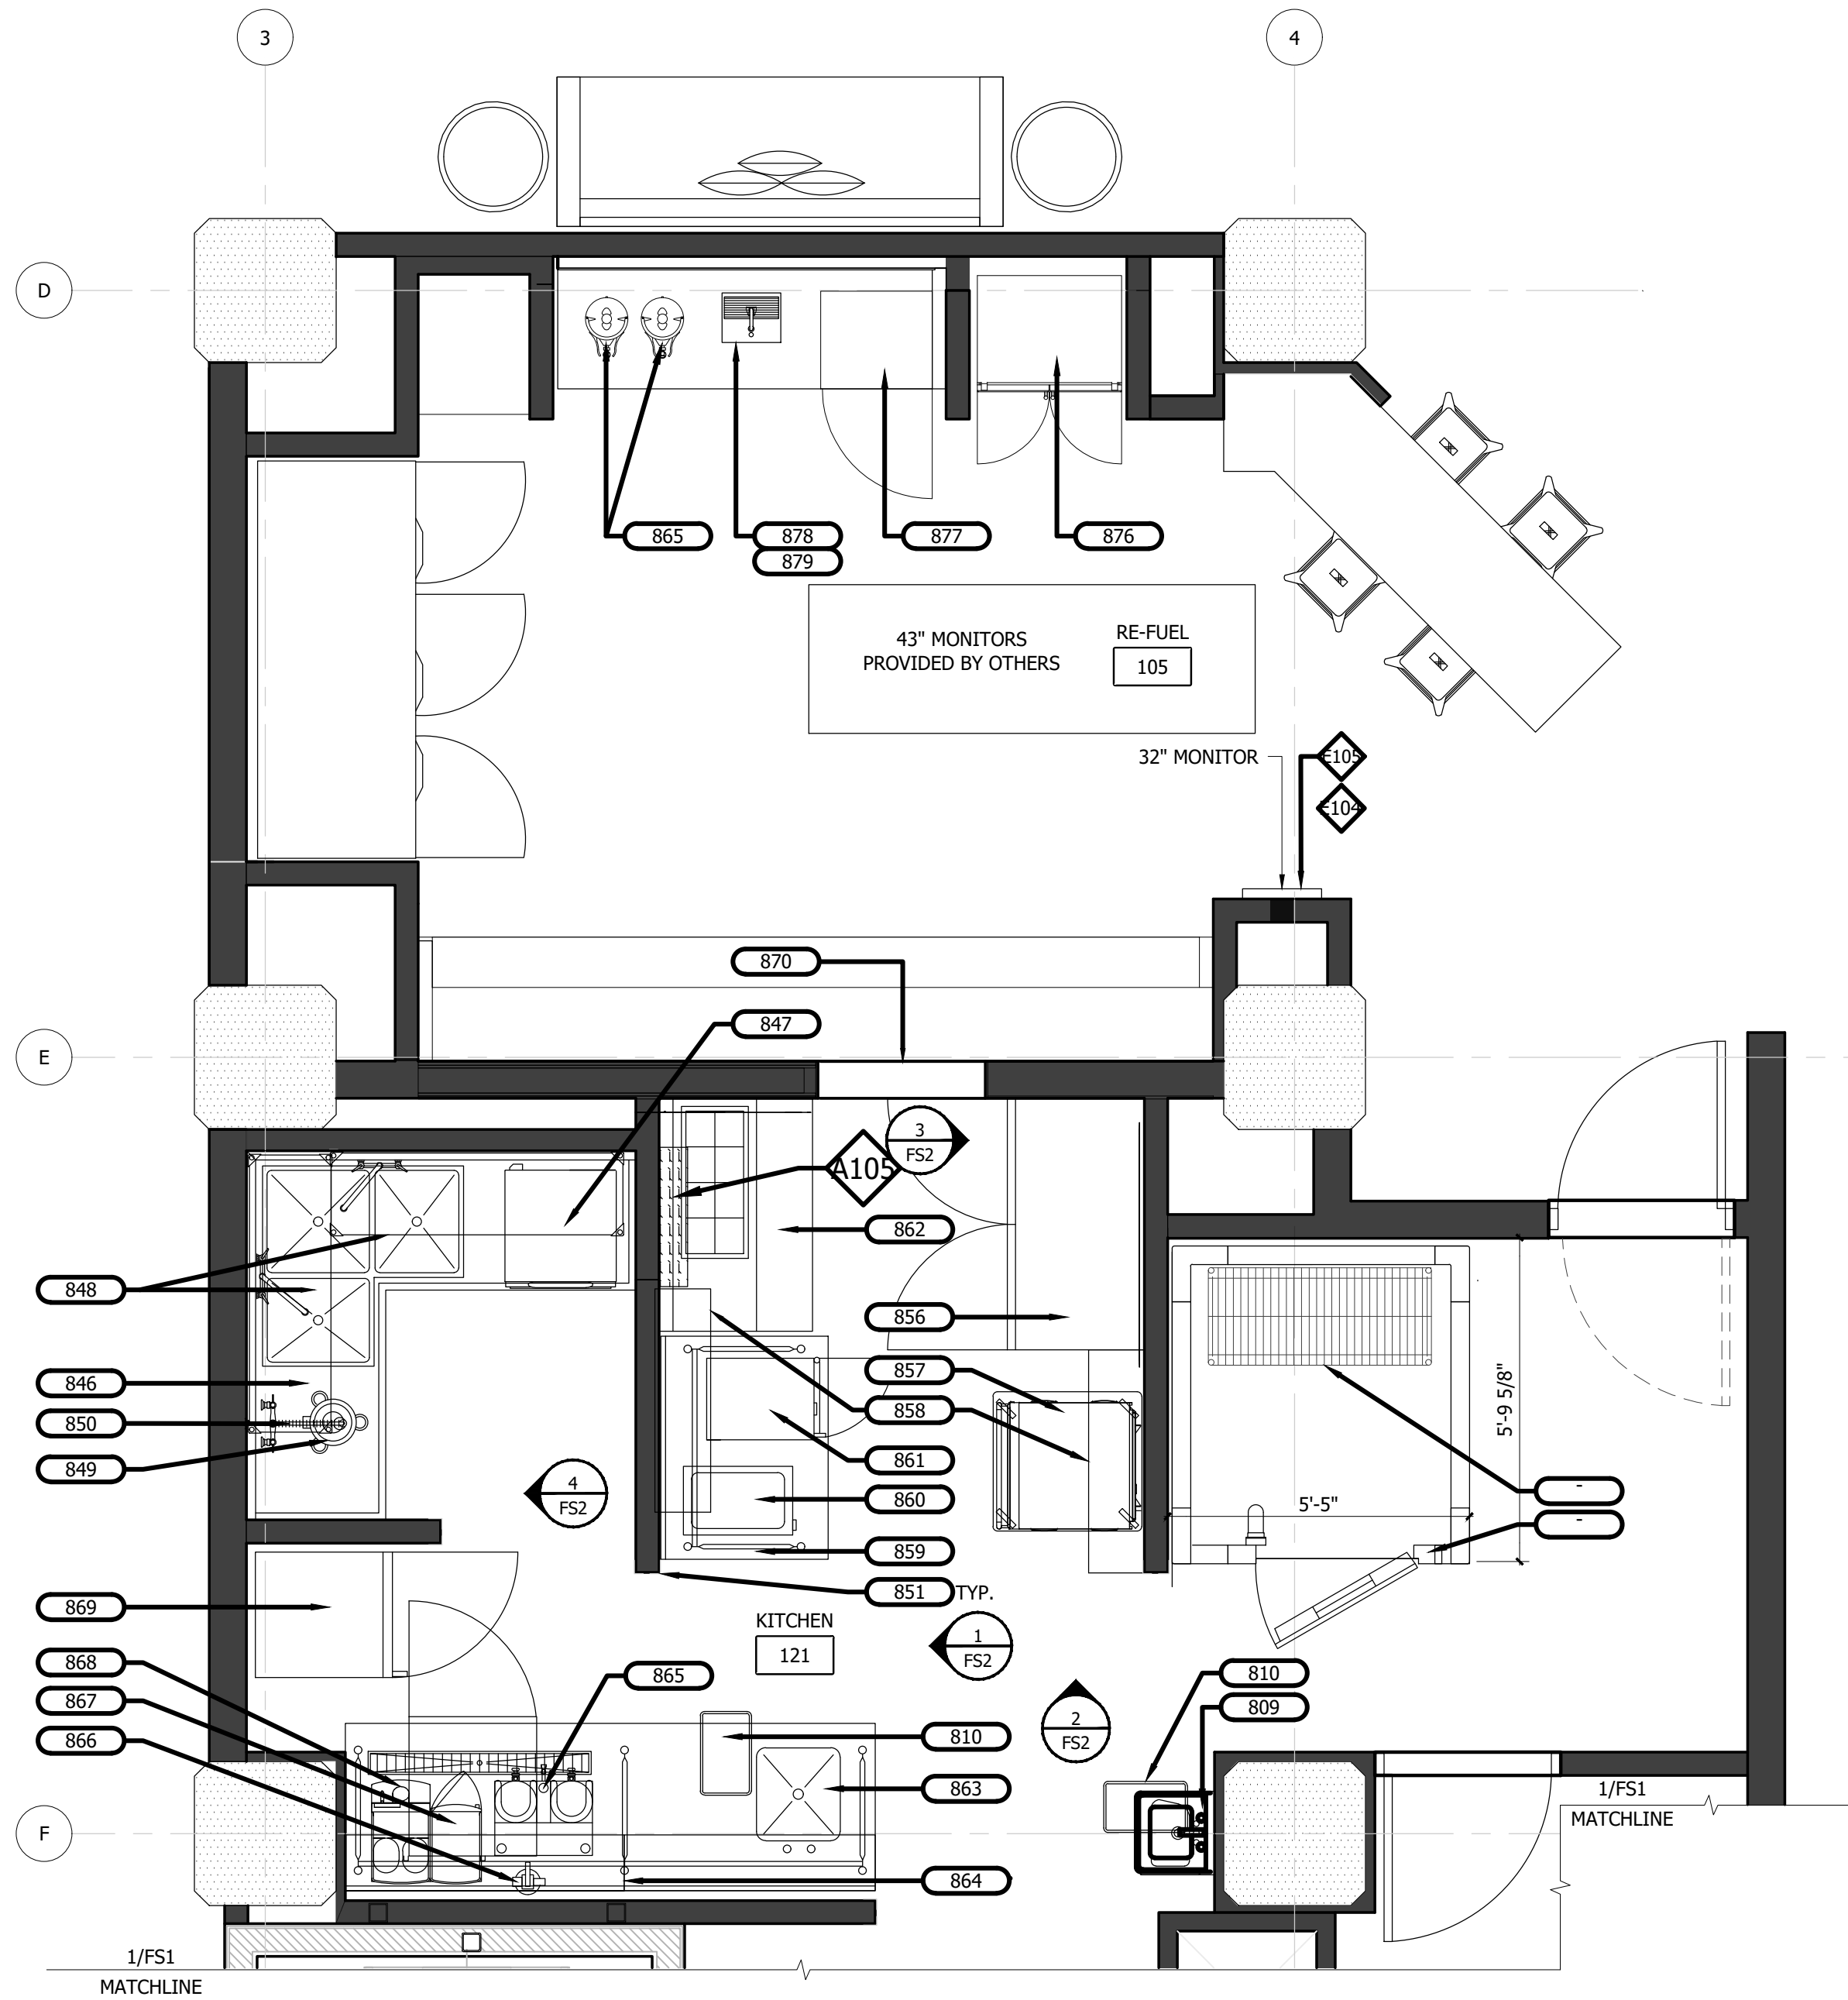 3
4
D
865
878
877
876
879
43" MONITORS
PROVIDED BY OTHERS
RE-FUEL
105
32" MONITOR
E105
E104
870
847
E
3
FS2
A105
862
848
856
857
858
846
850
849
861
860
859
851 TYP.
5'-9 5/8"
5'-5"
-
-
4
FS2
869
KITCHEN
121
1
FS2
868
867
866
865
810
809
2
FS2
810
863
864
F
1/FS1
MATCHLINE
1/FS1
MATCHLINE